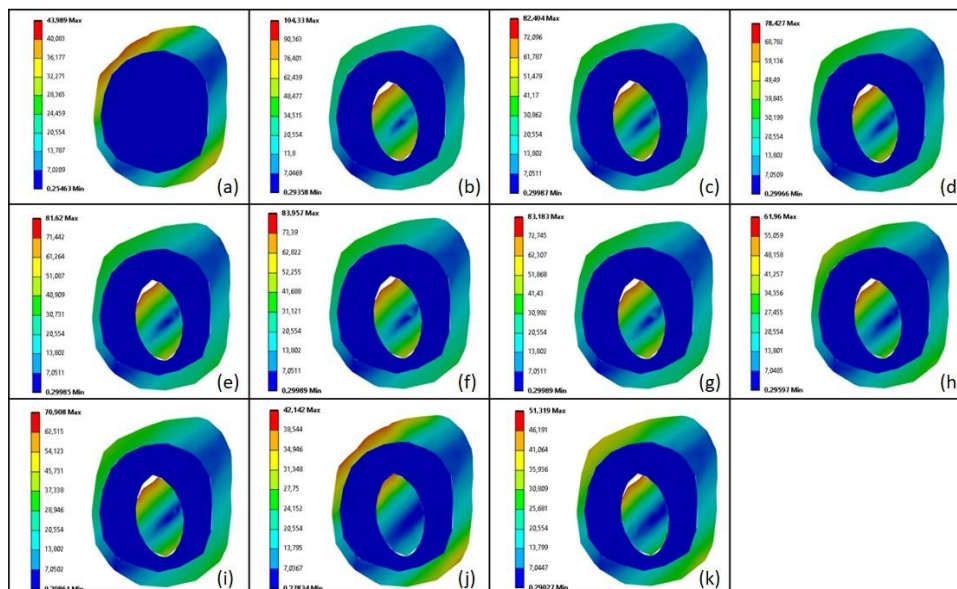 43,989 Max
40,083
36,177
32,271
28,365
24,459
20,554
13,787
7,0209
0,25463 Min
(a)
104,33 Max
90,363
76,401
62,439
48,477
34,515
20,554
13,8
7,0469
0,29358 Min
(b)
82,404 Max
72,096
61,787
51,479
41,17
30,862
20,554
13,802
7,0511
0,29987 Min
(c)
78,427 Max
68,782
59,136
49,49
39,845
30,199
20,554
13,802
7,0509
0,29966 Min
(d)
81,62 Max
71,442
61,264
51,087
40,909
30,731
20,554
13,802
7,0511
0,29985 Min
(e)
83,957 Max
73,39
62,822
52,255
41,688
31,121
20,554
13,802
7,0511
0,29989 Min
(f)
83,183 Max
72,745
62,307
51,868
41,43
30,992
20,554
13,802
7,0511
0,29989 Min
(g)
61,96 Max
55,059
48,158
41,257
34,356
27,455
20,554
13,801
7,0485
0,29597 Min
(h)
70,908 Max
62,515
54,123
45,731
37,338
28,946
20,554
13,802
7,0502
0,29861 Min
(i)
42,142 Max
38,544
34,946
31,348
27,75
24,152
20,554
13,795
7,0367
0,27834 Min
(j)
51,319 Max
46,191
41,064
35,936
30,809
25,681
20,554
13,799
7,0447
0,29027 Min
(k)